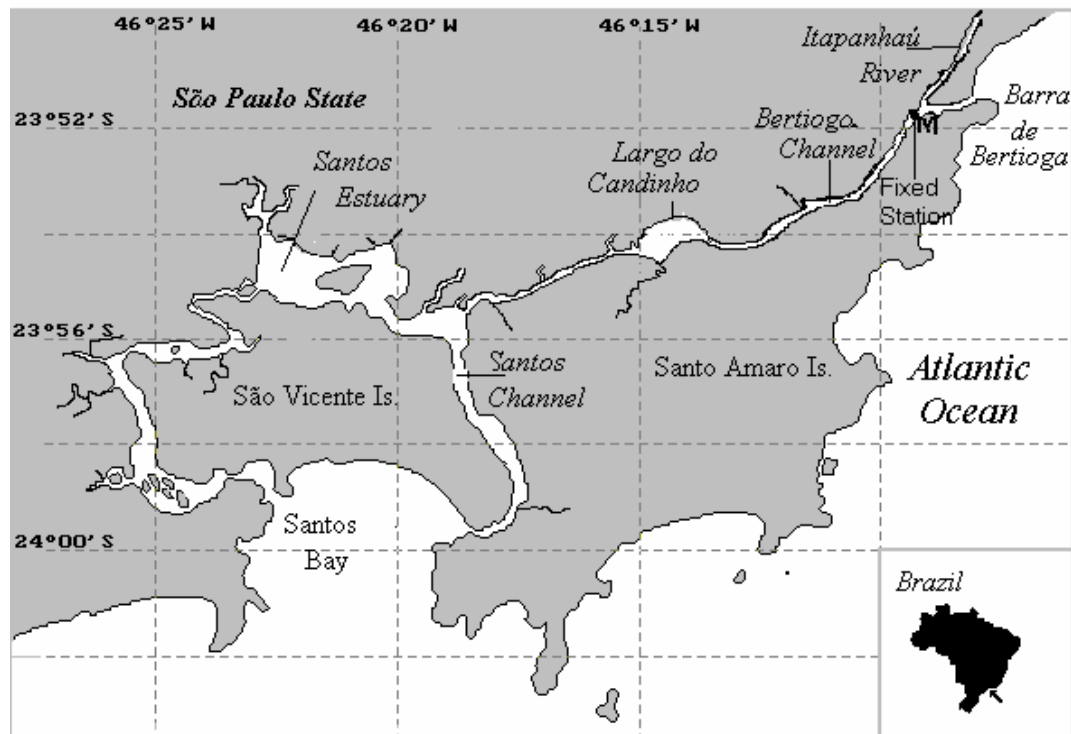 46°25' W
46°20' W
46°15' W
Itapanhaú
River
São Paulo State
23°52' S
Bertioga
Channel
M
Barra
de
Bertioga
Santos
Estuary
Largo do
Candinho
Fixed
Station
23°56' S
São Vicente Is.
Santos
Channel
Santo Amaro Is.
Atlantic
Ocean
Santos
Bay
24°00' S
Brazil